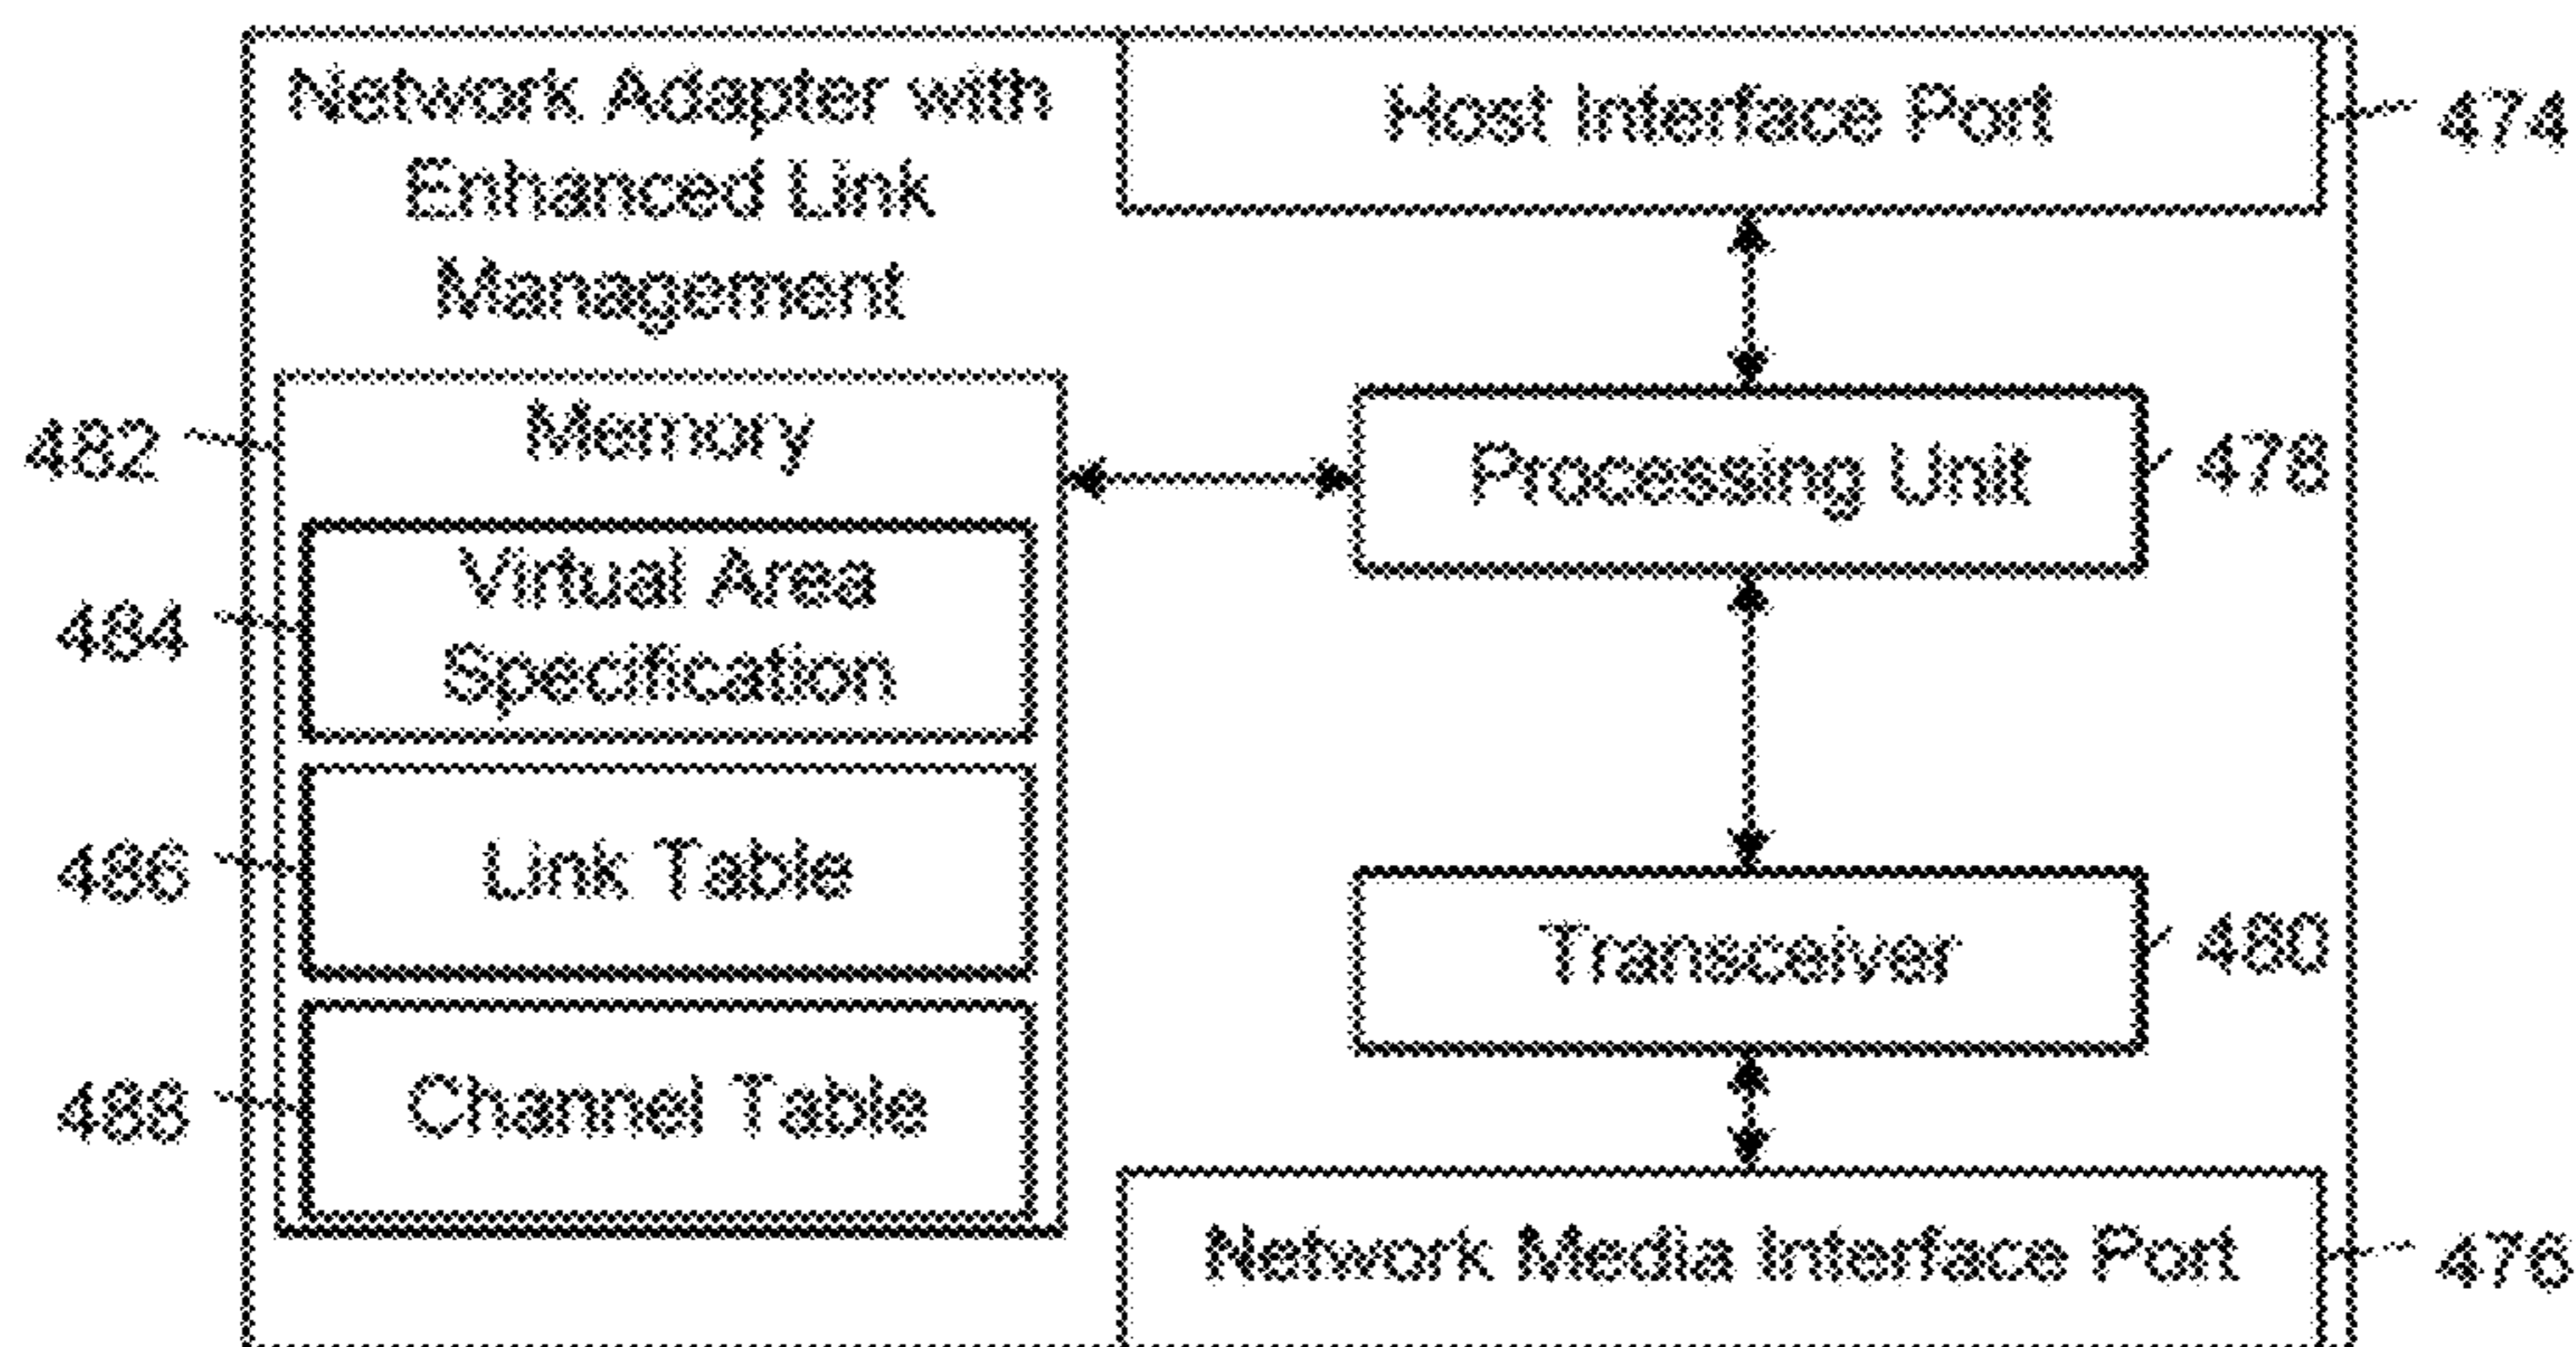 Network Adapter with
Enhanced Link
Management
Host Interface Port
474
482
Memory
Processing Unit
478
484
Virtual Area
Specification
486
Link Table
Transceiver
480
488
Channel Table
Network Media Interface Port
476